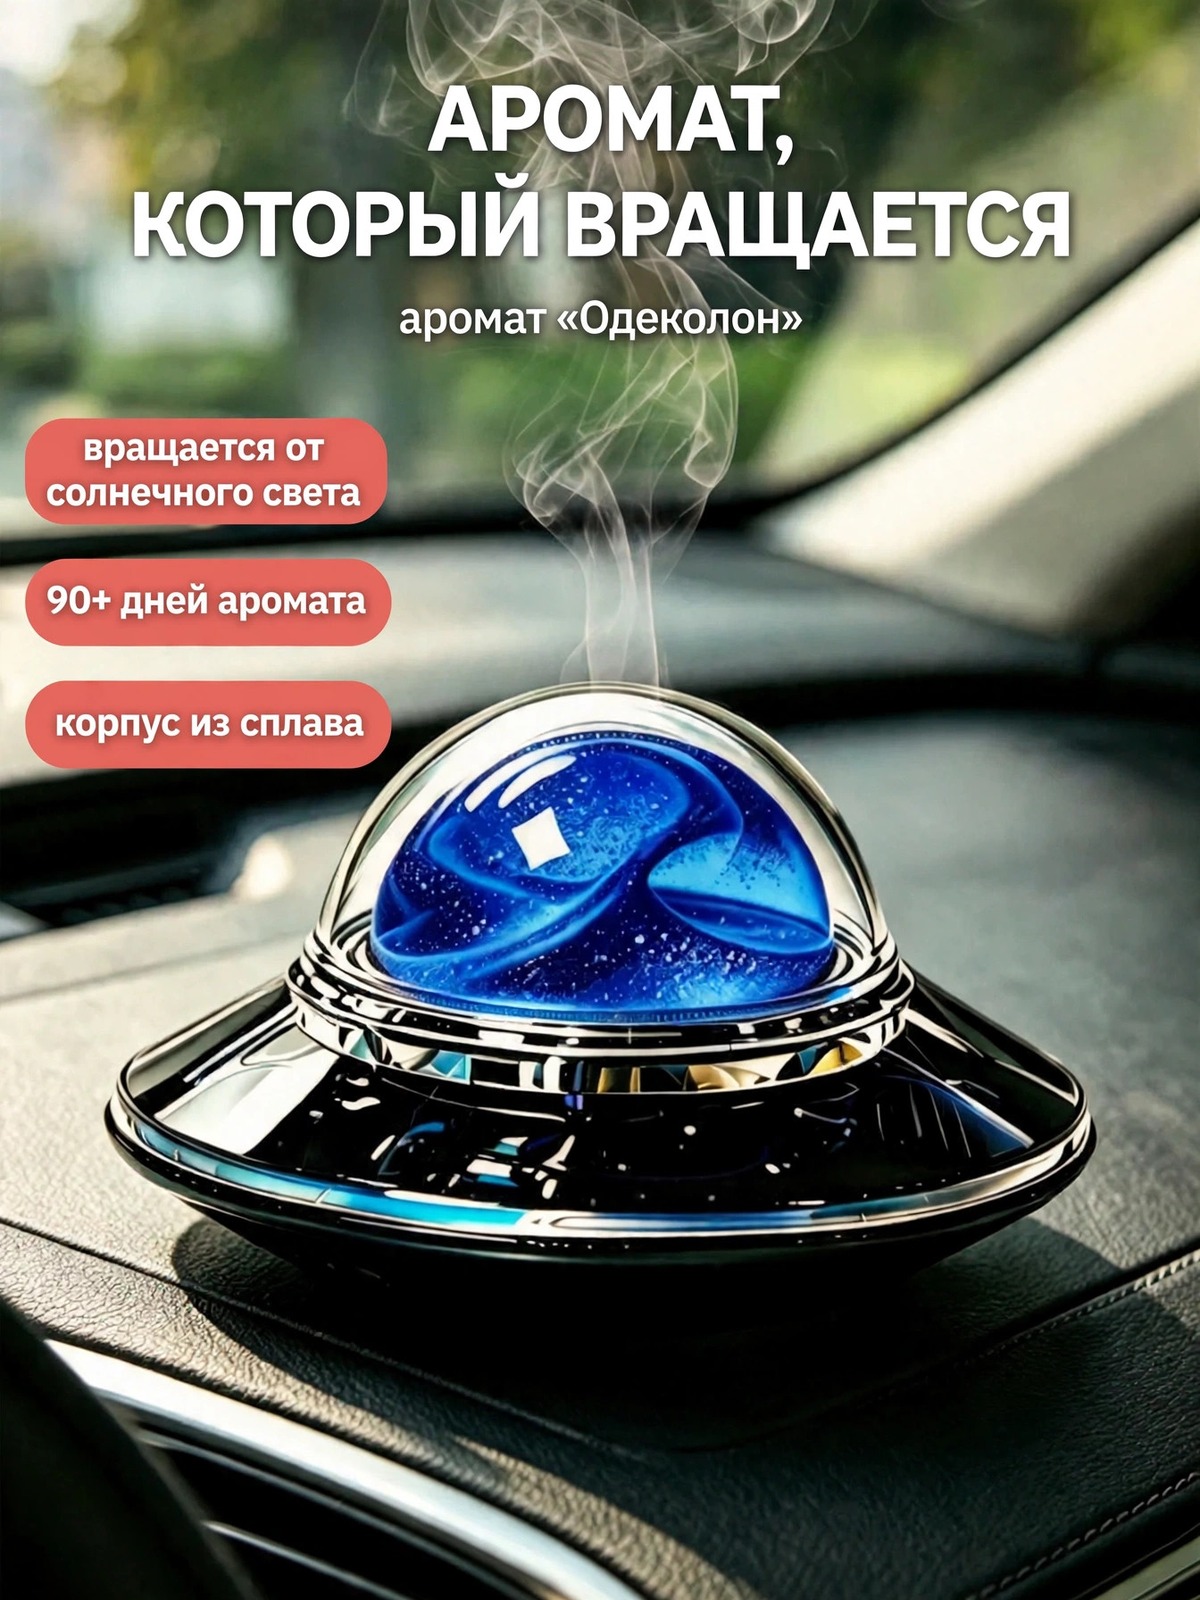 АРОМАТ,
КОТОРЫЙ ВРАЩАЕТСЯ
аромат «Одеколон»
вращается от
солнечного света
90+ дней аромата
корпус из сплава